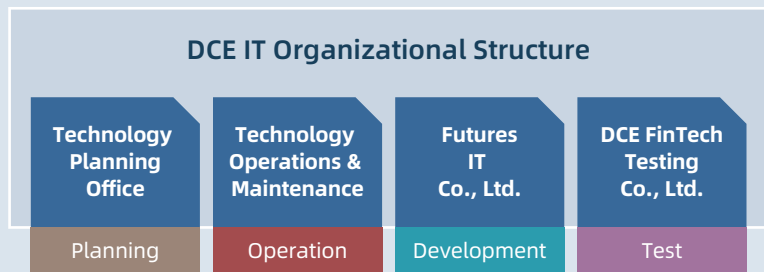 DCE IT Organizational Structure
Technology
Planning
Office
Technology
Operations &
Maintenance
Futures
IT
Co., Ltd.
DCE FinTech
Testing
Co., Ltd.
Planning
Operation
Development
Test